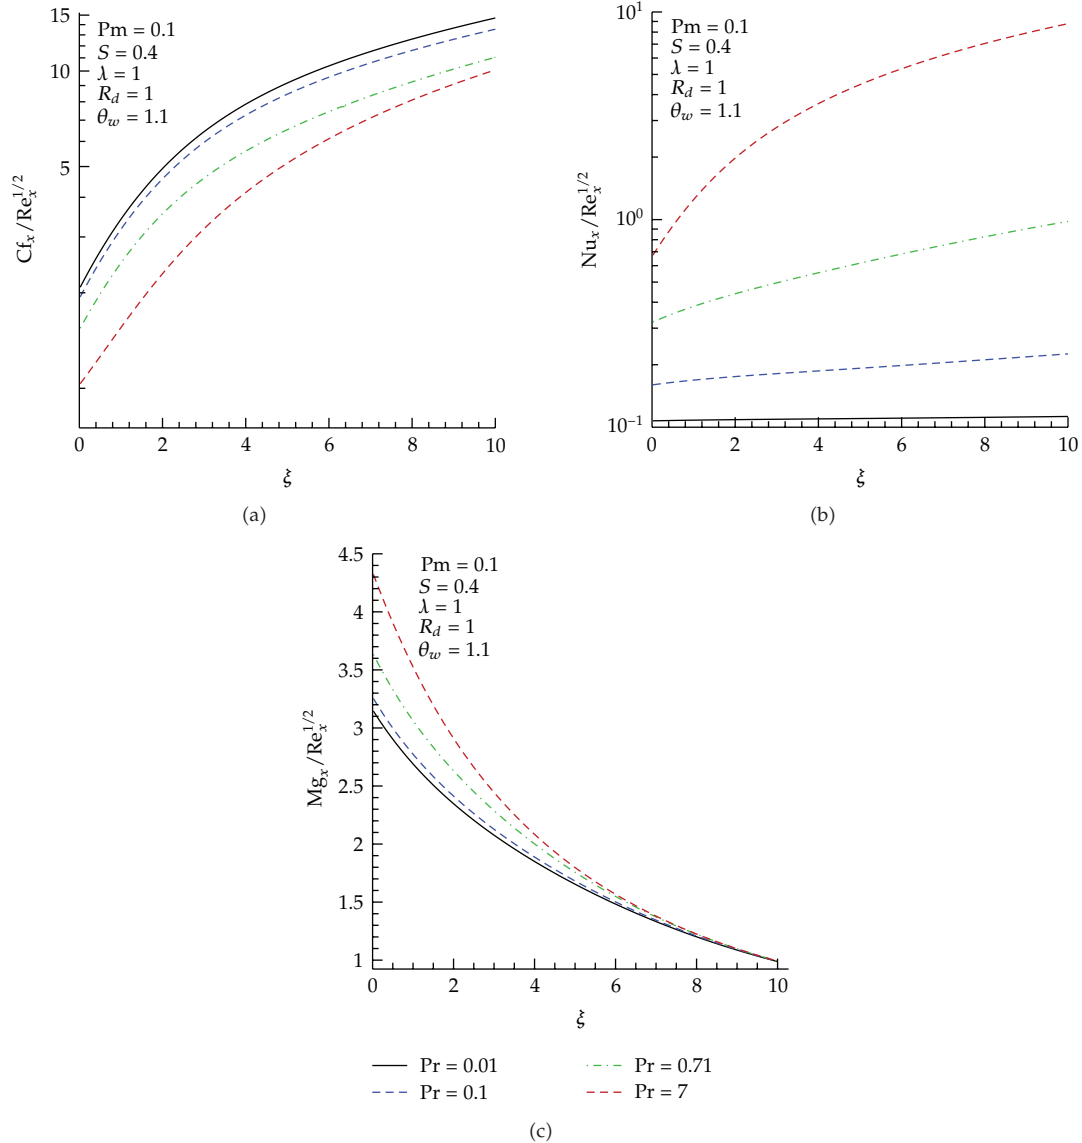 15
10
5
Pm = 0.1
S = 0.4
λ = 1
R_d = 1
θ_w = 1.1
Cf_x/Re_x^{1/2}
0 2 4 6 8 10
ξ
(a)
10^1
10^0
10^{−1}
Pm = 0.1
S = 0.4
λ = 1
R_d = 1
θ_w = 1.1
Nu_x/Re_x^{1/2}
0 2 4 6 8 10
ξ
(b)
4.5
4
3.5
3
2.5
2
1.5
1
Pm = 0.1
S = 0.4
λ = 1
R_d = 1
θ_w = 1.1
Mg_x/Re_x^{1/2}
0 2 4 6 8 10
ξ
Pr = 0.01
Pr = 0.1
Pr = 0.71
Pr = 7
(c)